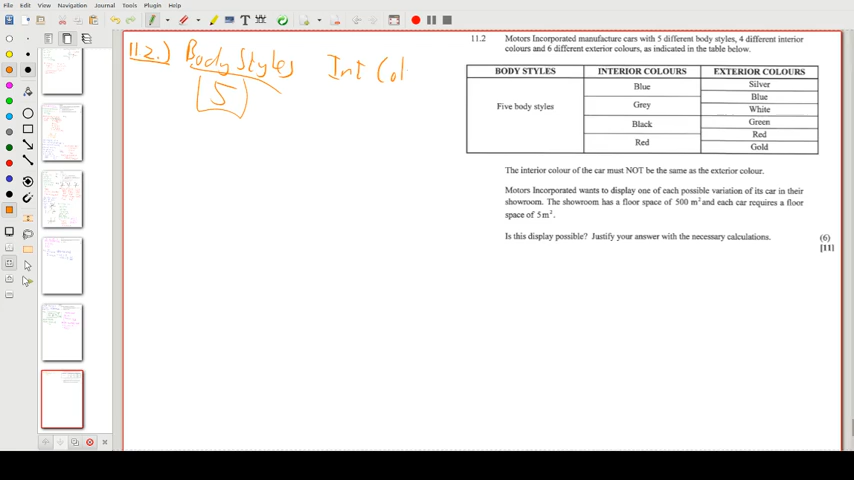 File Edit View Navigation Journal Tools Plugin Help
11.2.) Body Styles Int Col
5
11.2 Motors Incorporated manufacture cars with 5 different body styles, 4 different interior
colours and 6 different exterior colours, as indicated in the table below.
BODY STYLES INTERIOR COLOURS EXTERIOR COLOURS
Five body styles
Blue
Grey
Black
Red
Silver
Blue
White
Green
Red
Gold
The interior colour of the car must NOT be the same as the exterior colour.
Motors Incorporated wants to display one of each possible variation of its car in their
showroom. The showroom has a floor space of 500 m² and each car requires a floor
space of 5 m².
Is this display possible? Justify your answer with the necessary calculations. (6)
[11]